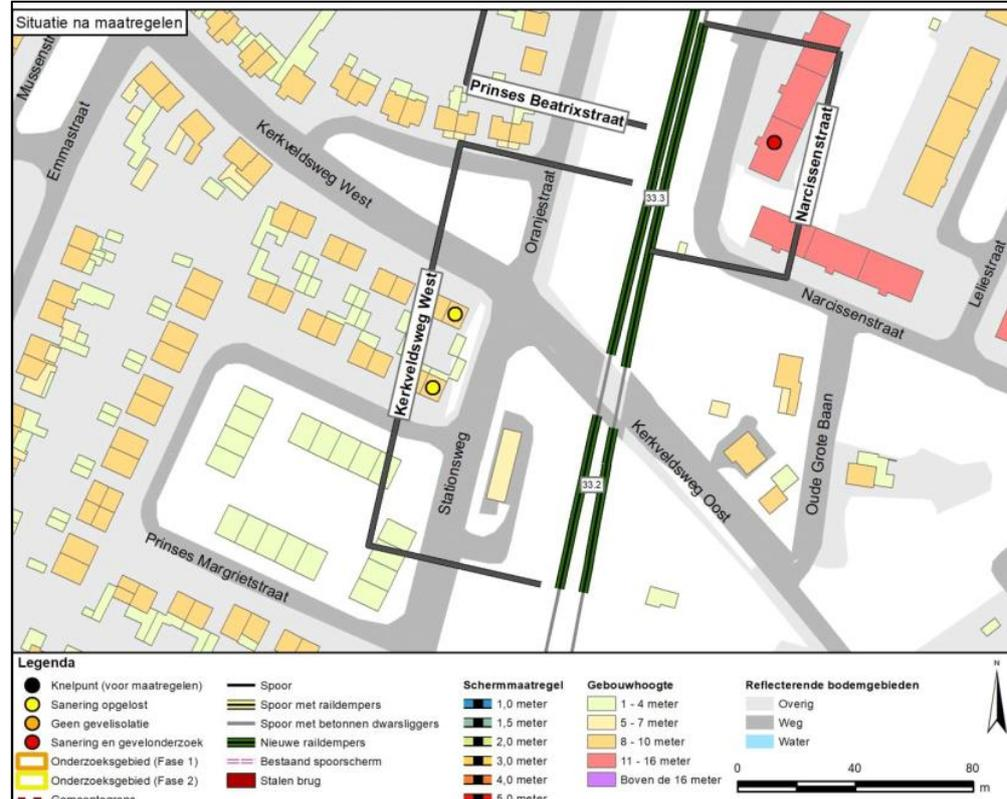 Situatie na maatregelen
Mussenstr
Emmastraat
Kerkveldsweg West
Prinses Beatrixstraat
Oranjestraat
33.3
Narcissenstraat
Kerkveldsweg West
Narcissenstraat
Leliestraat
Stationsweg
33.2
Kerkveldsweg Oost
Oude Grote Baan
Prinses Margrietstraat
Legenda
Knelpunt (voor maatregelen)
Sanering opgelost
Geen gevelisolatie
Sanering en gevelonderzoek
Onderzoeksgebied (Fase 1)
Onderzoeksgebied (Fase 2)
Gemeentegrens
Spoor
Spoor met raildempers
Spoor met betonnen dwarsliggers
Nieuwe raildempers
Bestaand spoorscherm
Stalen brug
Schermmaatregel
1,0 meter
1,5 meter
2,0 meter
3,0 meter
4,0 meter
5,0 meter
Gebouwhoogte
1 - 4 meter
5 - 7 meter
8 - 10 meter
11 - 16 meter
Boven de 16 meter
Reflecterende bodemgebieden
Overig
Weg
Water
N
0 40 80
m